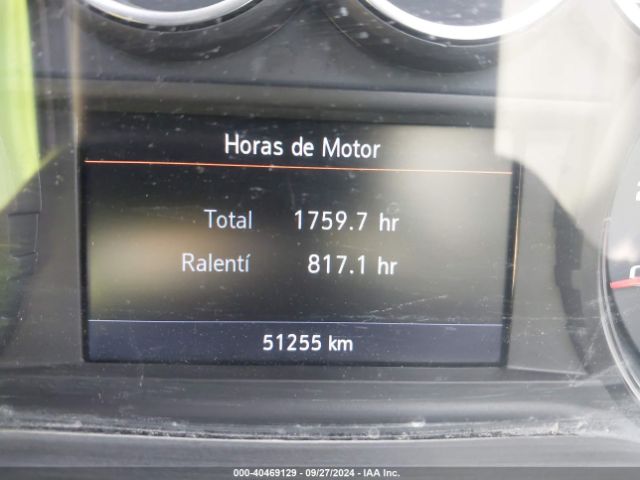 Horas de Motor
Total 1759.7 hr
Ralentí 817.1 hr
51255 km
000-40469129 - 09/27/2024 - IAA Inc.